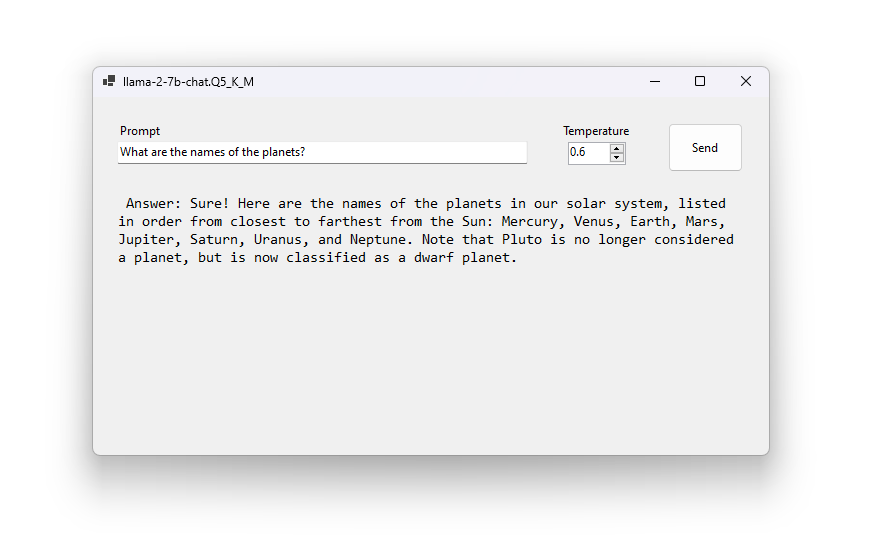 llama-2-7b-chat.Q5_K_M
Prompt
Temperature
What are the names of the planets?
0.6
Send
Answer: Sure! Here are the names of the planets in our solar system, listed
in order from closest to farthest from the Sun: Mercury, Venus, Earth, Mars,
Jupiter, Saturn, Uranus, and Neptune. Note that Pluto is no longer considered
a planet, but is now classified as a dwarf planet.